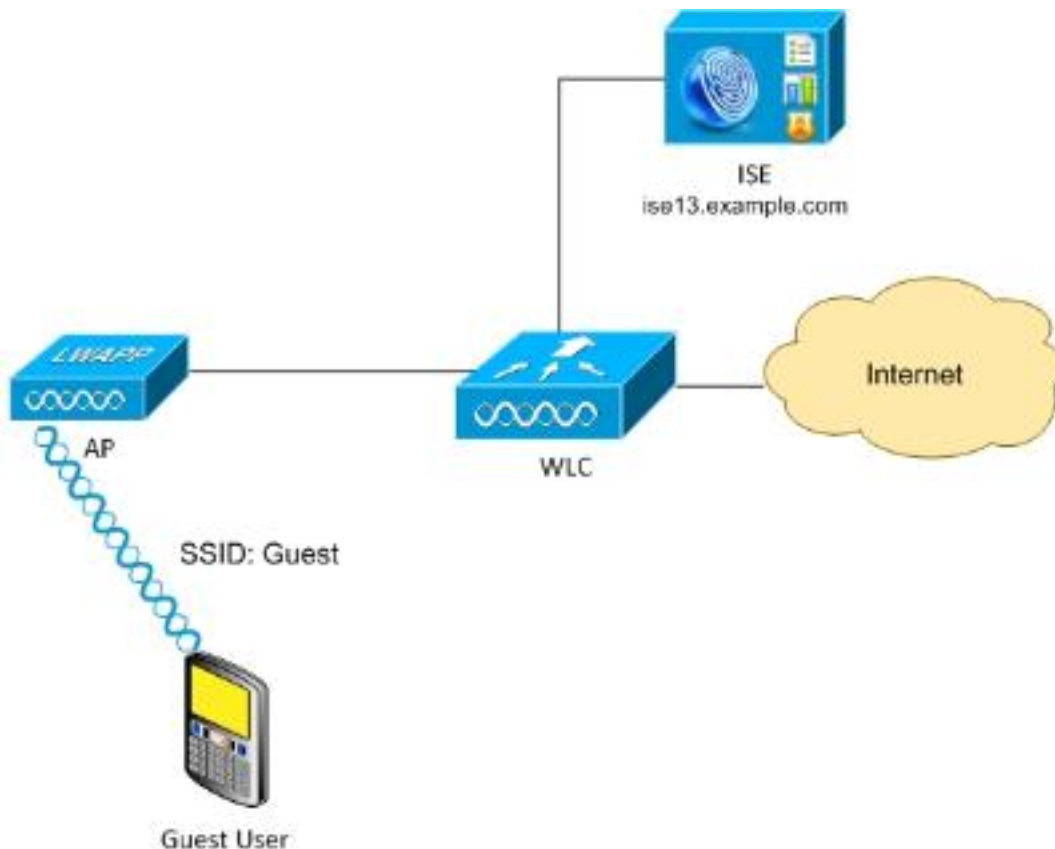 ISE
ise13.example.com
Internet
LWAPP
AP
WLC
SSID: Guest
Guest User